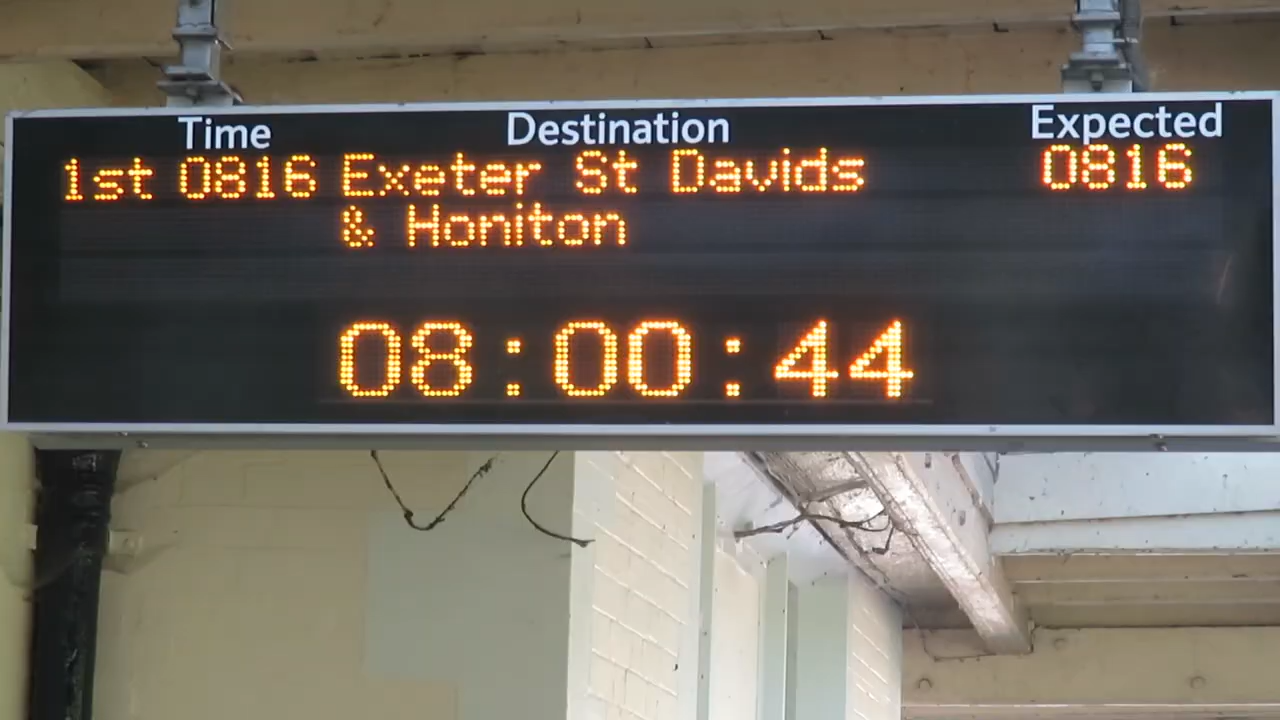 Time Destination Expected
1st 0816 Exeter St Davids 0816
& Honiton
08:00:44